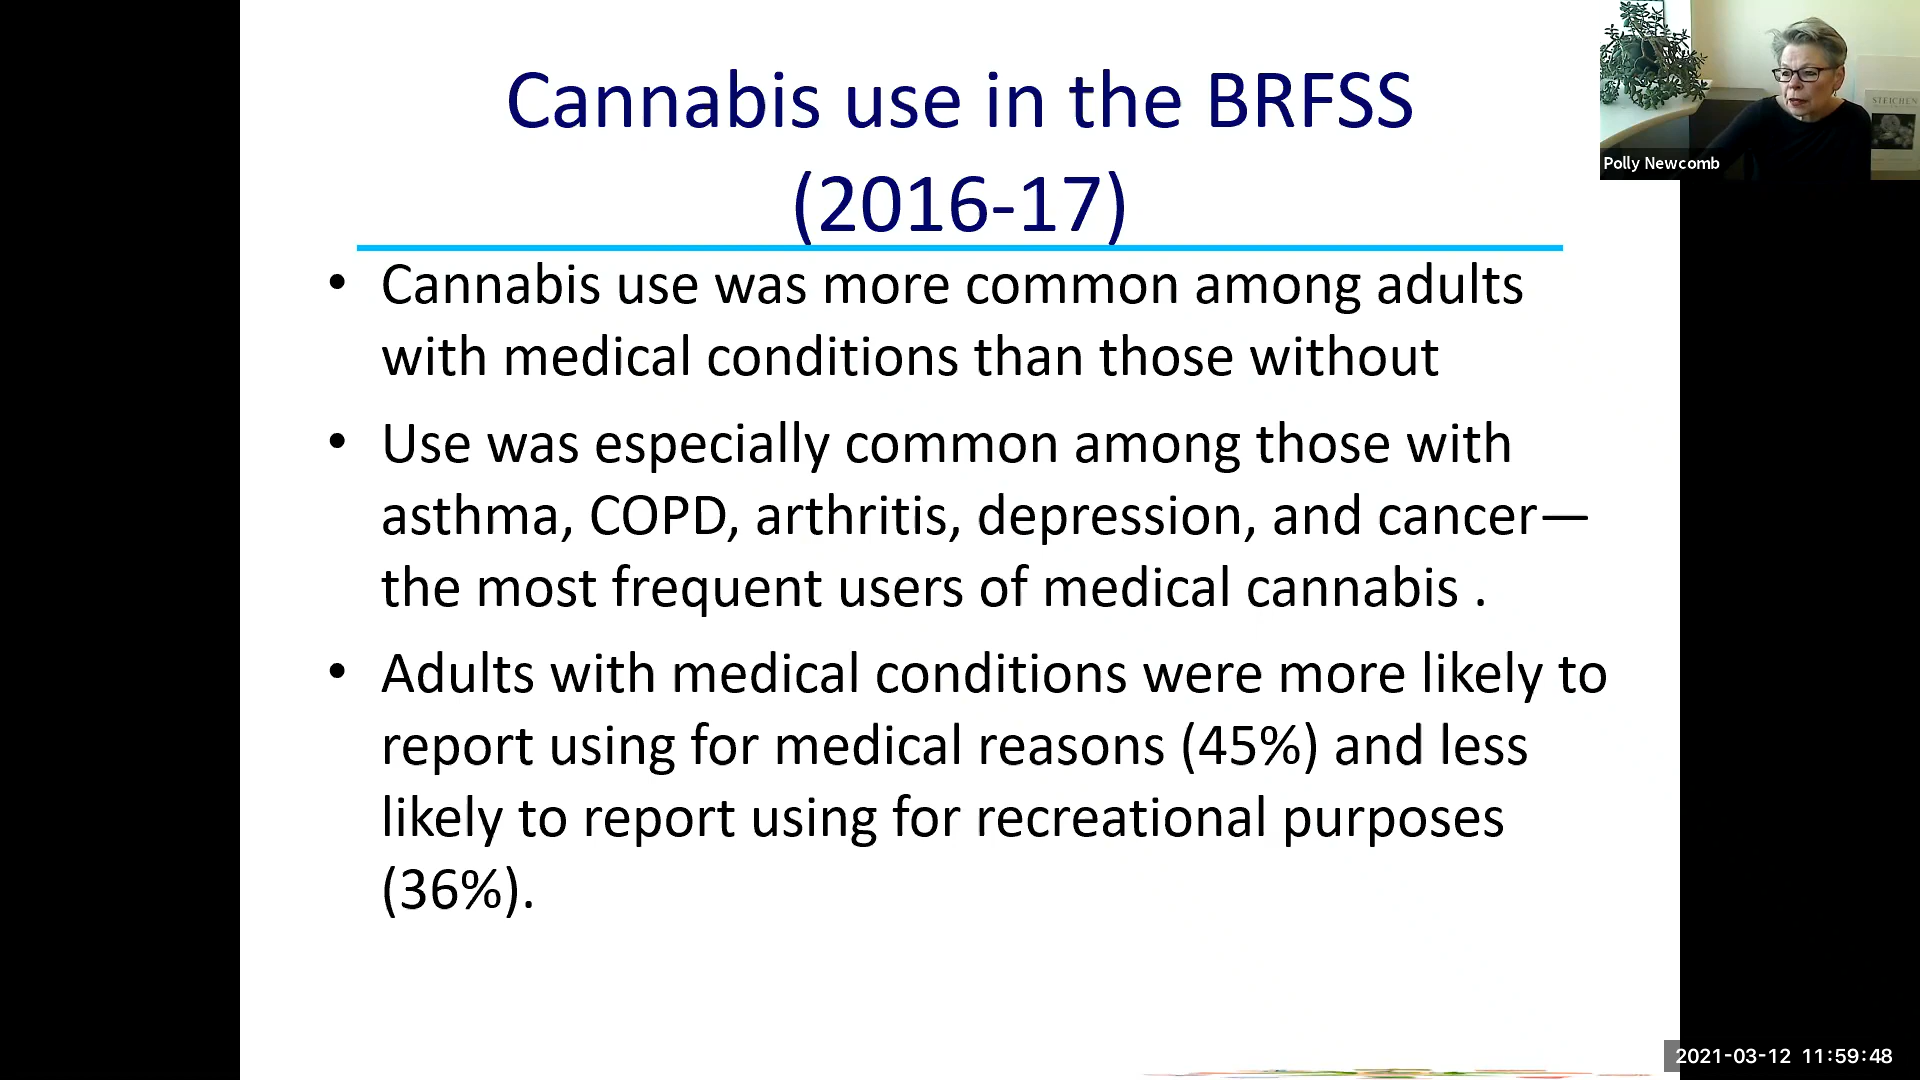 Cannabis use in the BRFSS
(2016-17)
• Cannabis use was more common among adults
with medical conditions than those without
• Use was especially common among those with
asthma, COPD, arthritis, depression, and cancer—
the most frequent users of medical cannabis .
• Adults with medical conditions were more likely to
report using for medical reasons (45%) and less
likely to report using for recreational purposes
(36%).
STEICHEN
Polly Newcomb
2021-03-12 11:59:48